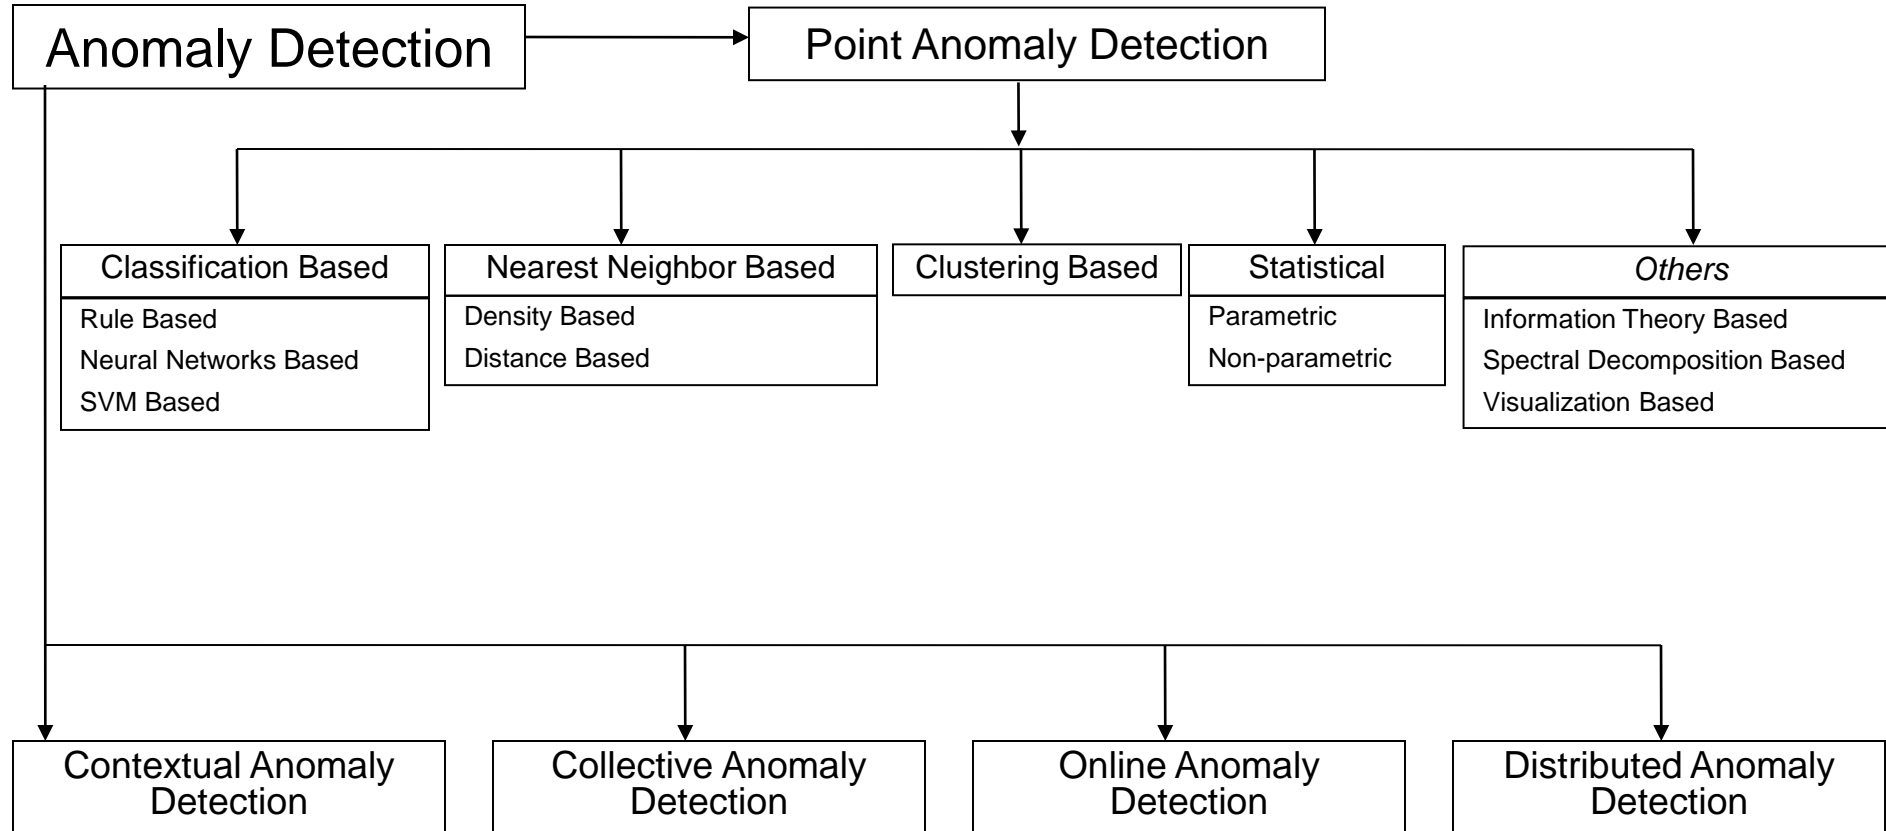 Anomaly Detection
Point Anomaly Detection
Classification Based
Rule Based
Neural Networks Based
SVM Based
Nearest Neighbor Based
Density Based
Distance Based
Clustering Based
Statistical
Parametric
Non-parametric
Others
Information Theory Based
Spectral Decomposition Based
Visualization Based
Contextual Anomaly
Detection
Collective Anomaly
Detection
Online Anomaly
Detection
Distributed Anomaly
Detection